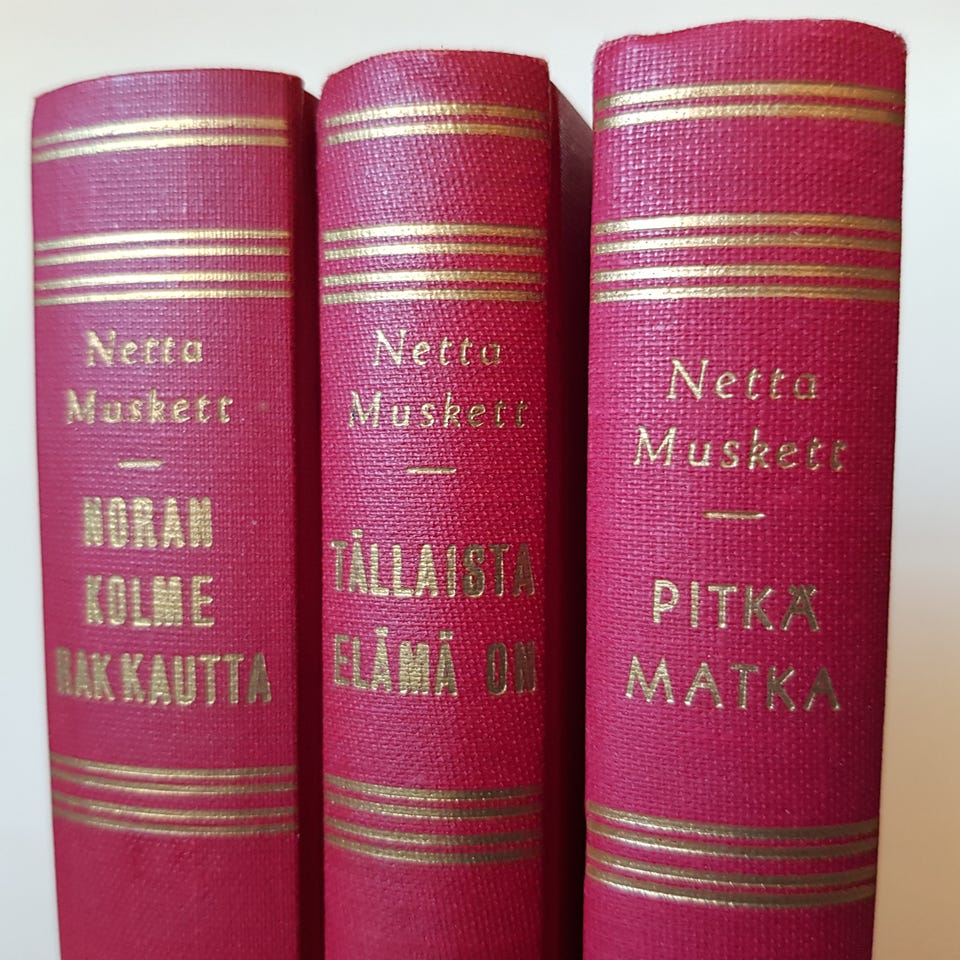 Netta
Muskett
NORAN
KOLME
RAKKAUTTA
Netta
Muskett
TÄLLAISTA
ELÄMÄ ON
Netta
Muskett
PITKÄ
MATKA